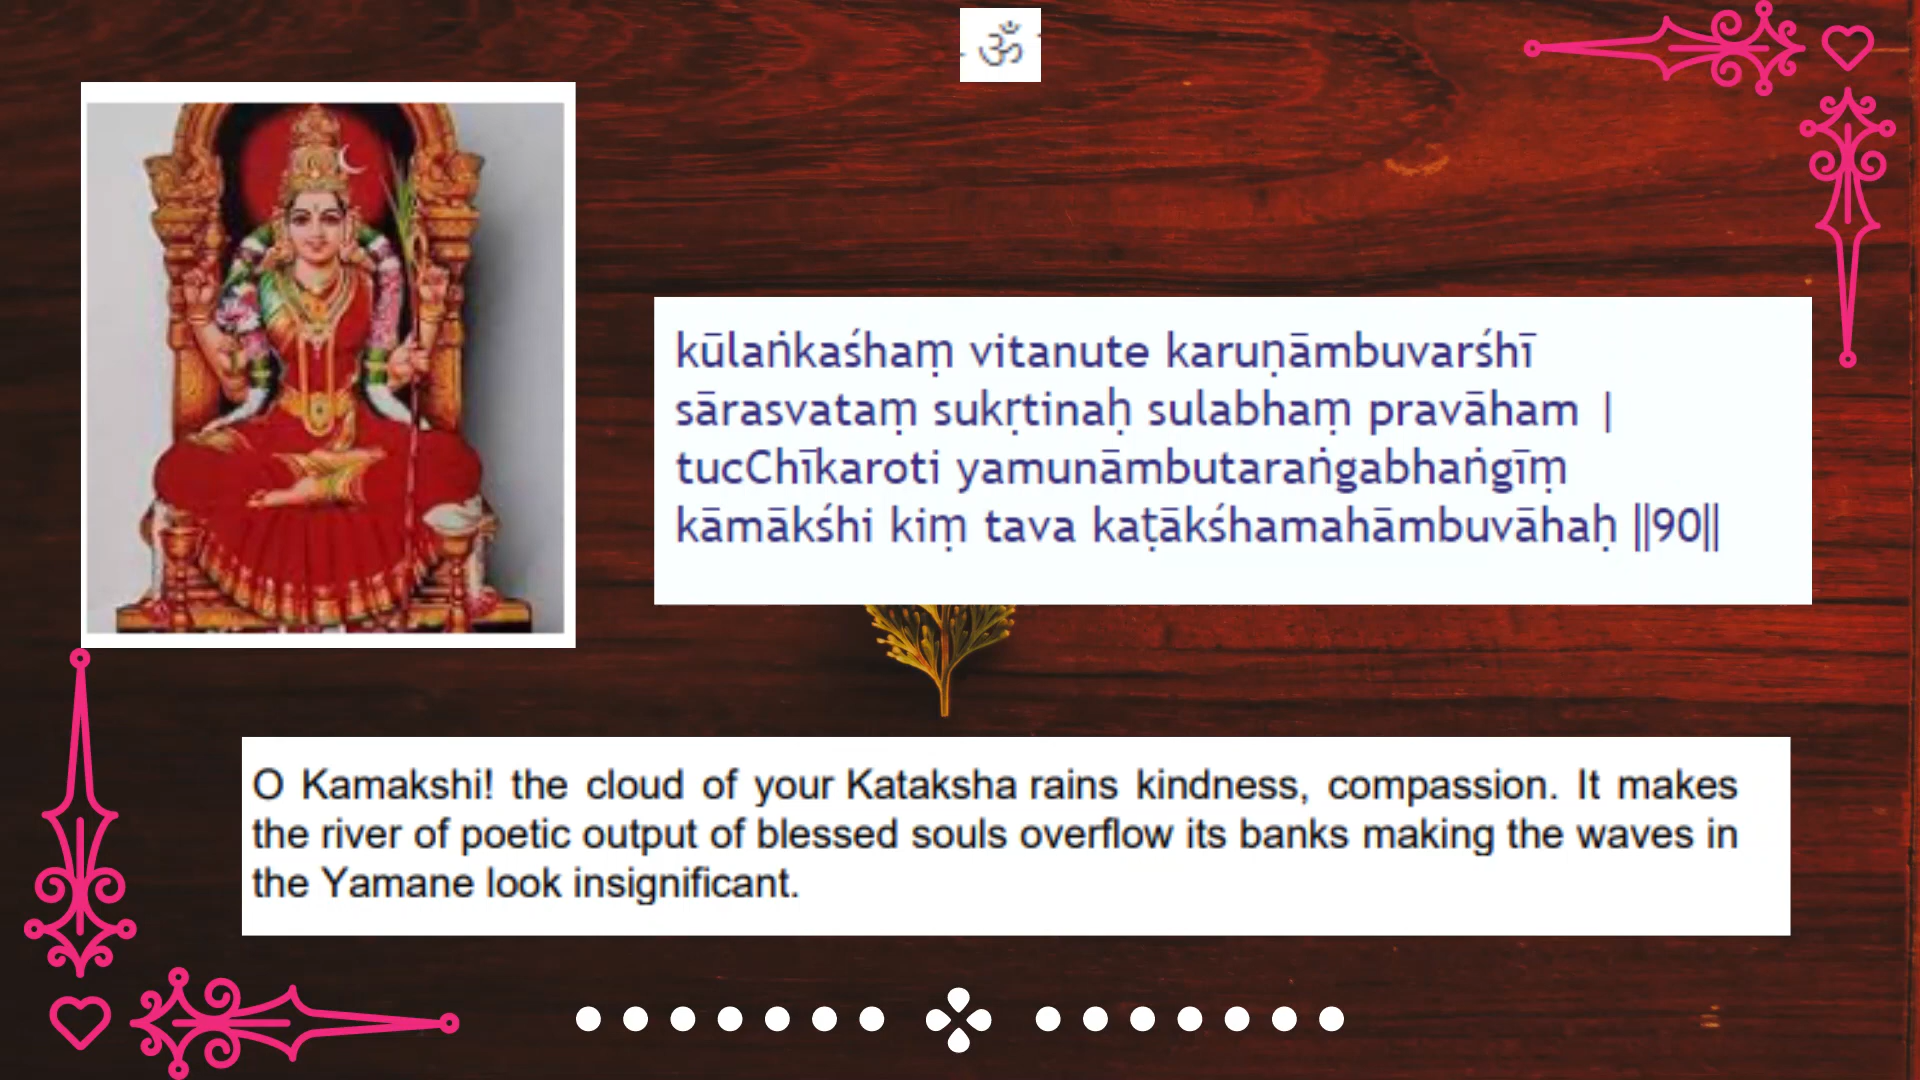 ॐ
kūlaṅkaśhaṃ vitanute karuṇāmbuvarśhī
sārasvataṃ sukṛtinaḥ sulabhaṃ pravāham |
tucChīkaroti yamunāmbutaraṅgabhaṅgīṃ
kāmākśhi kiṃ tava kaṭākśhamahāmbuvāhaḥ ||90||
O Kamakshi! the cloud of your Kataksha rains kindness, compassion. It makes
the river of poetic output of blessed souls overflow its banks making the waves in
the Yamane look insignificant.